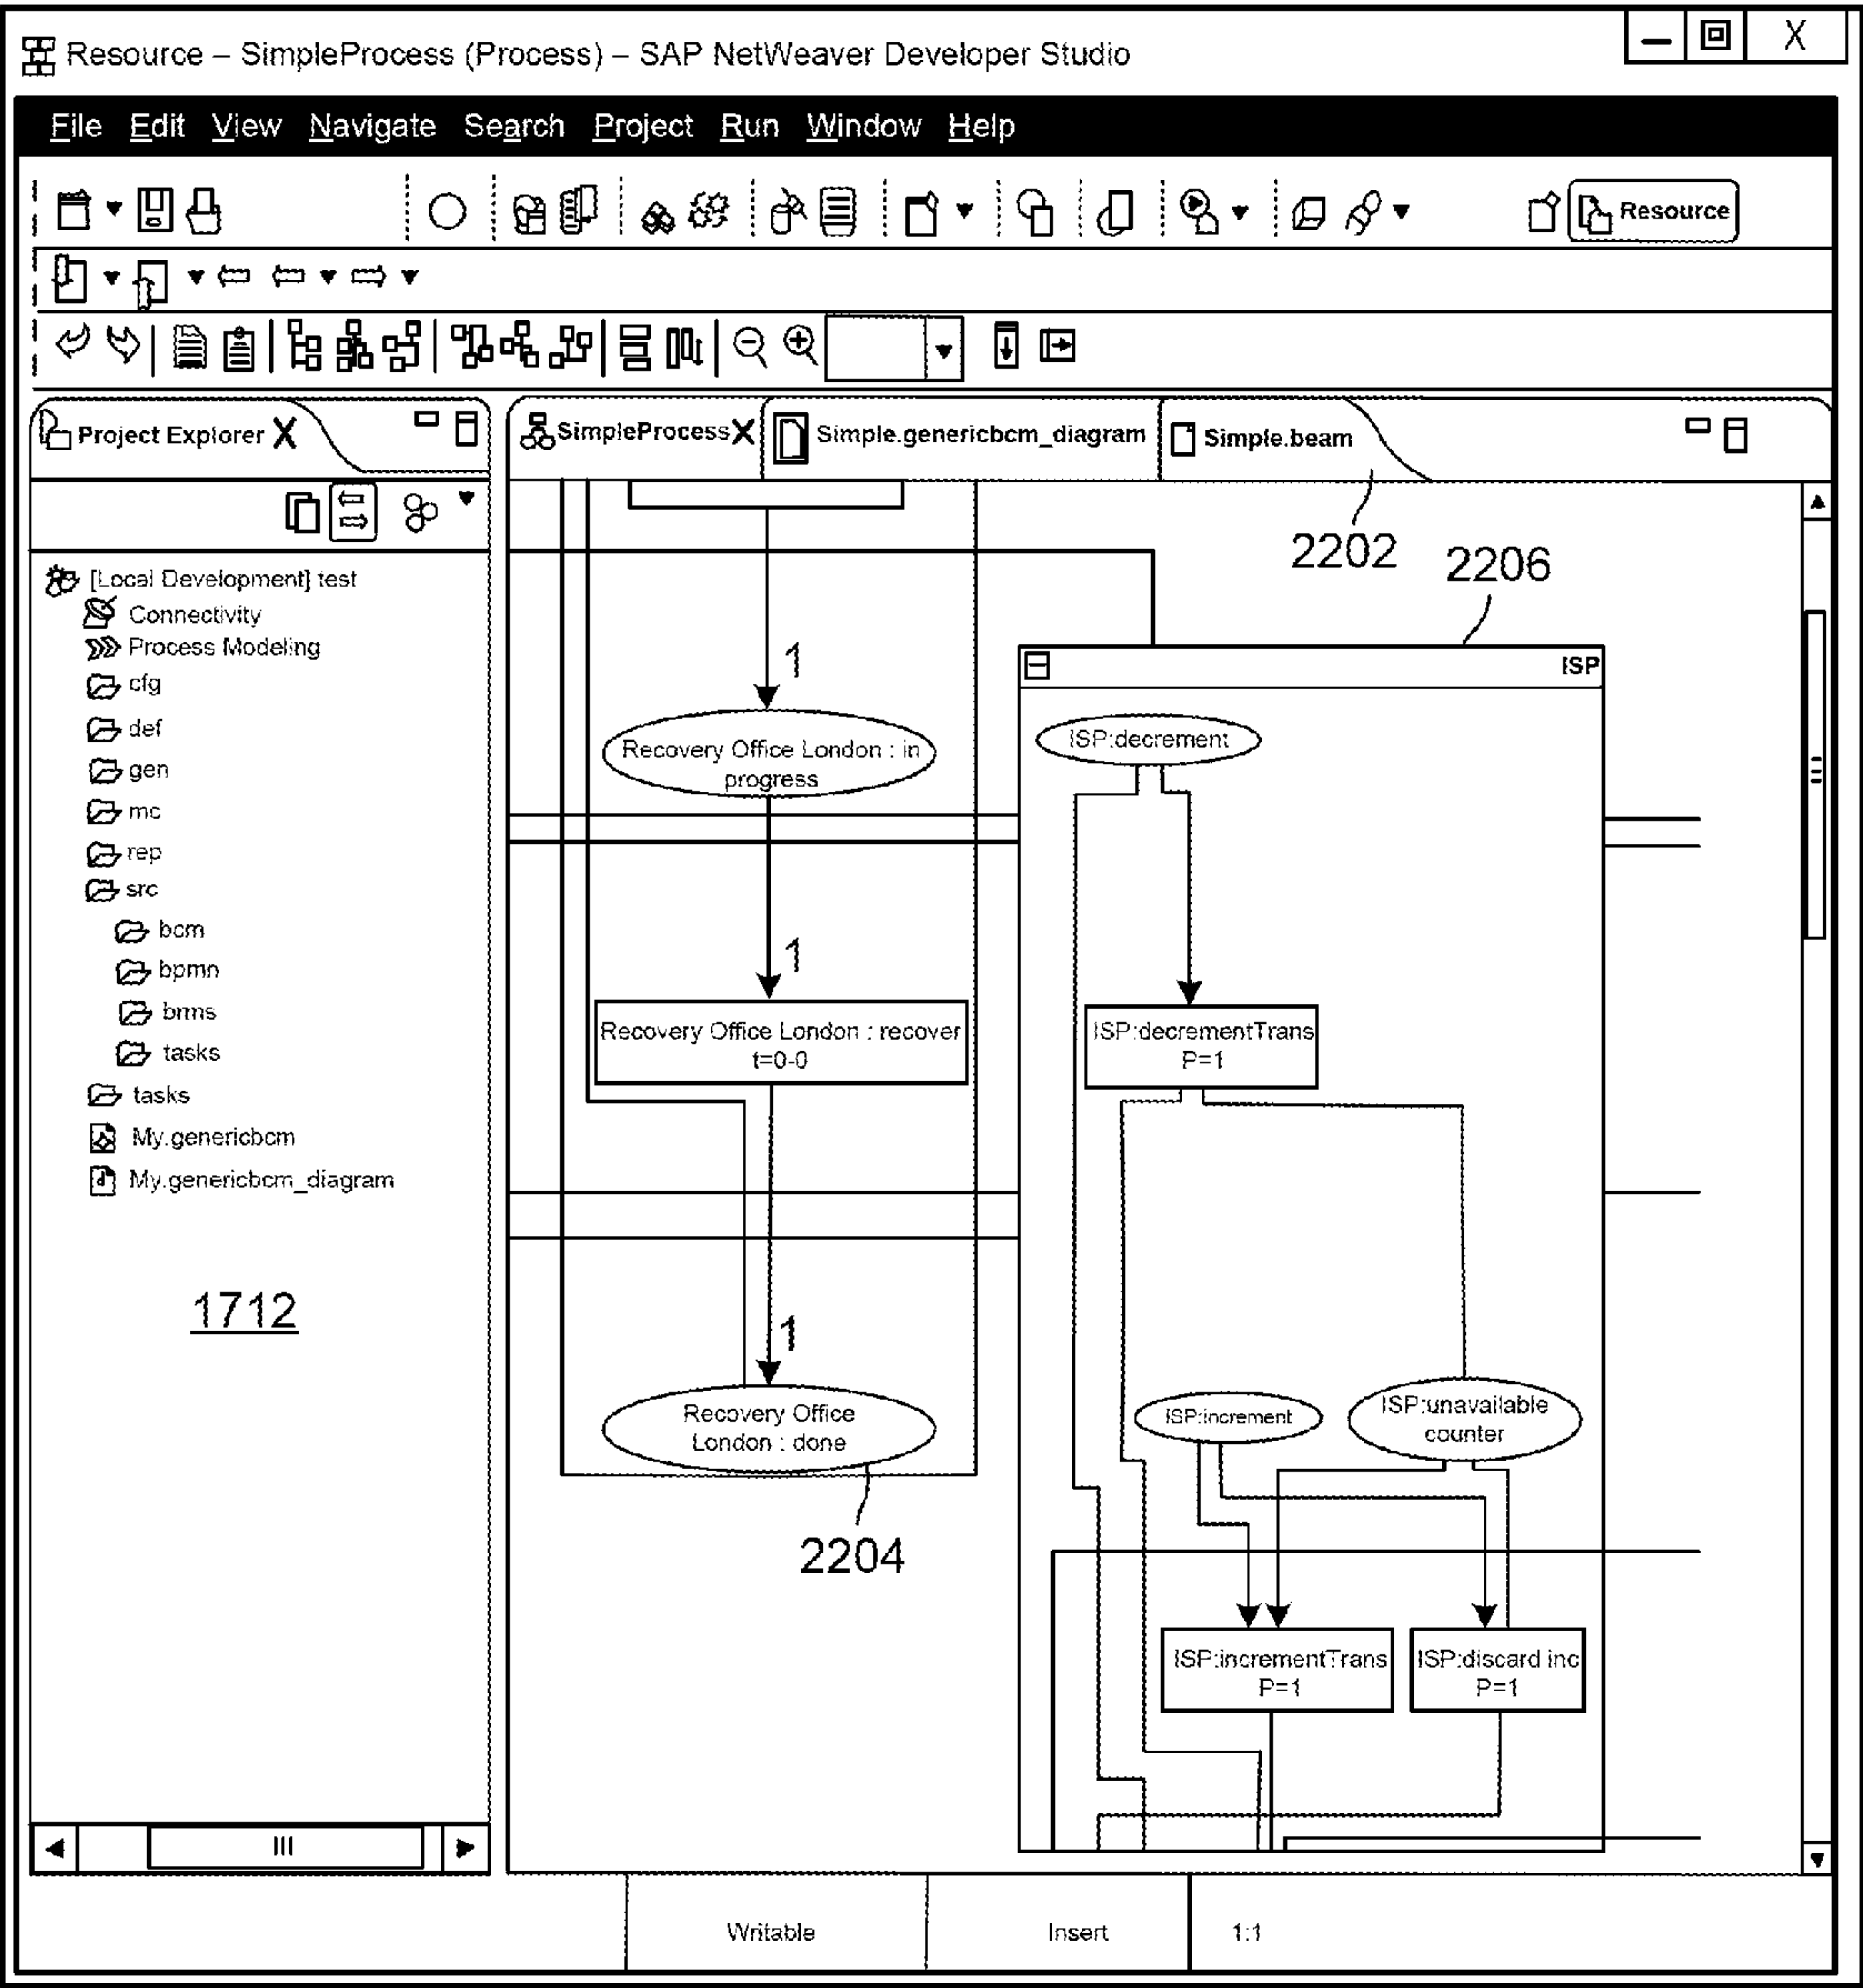 Resource – SimpleProcess (Process) – SAP NetWeaver Developer Studio
X
File Edit View Navigate Search Project Run Window Help
Resource
Project Explorer X
SimpleProcess X
Simple.genericbcm_diagram
Simple.beam
2202
2206
[Local Development] test
Connectivity
Process Modeling
cfg
def
gen
mc
rep
src
bcm
bpmn
brms
tasks
tasks
My.genericbcm
My.genericbcm_diagram
1712
1
Recovery Office London : in
progress
1
Recovery Office London : recover
t=0-0
1
Recovery Office
London : done
2204
ISP
ISP:decrement
ISP:decrementTrans
P=1
ISP:increment
ISP:unavailable
counter
ISP:incrementTrans
P=1
ISP:discard inc
P=1
Writable
Insert
1:1